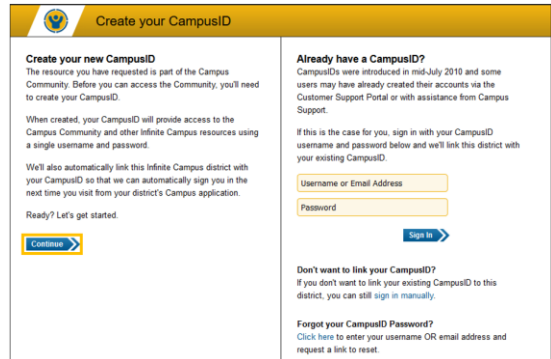 Create your CampusID
Create your new CampusID
The resource you have requested is part of the Campus
Community. Before you can access the Community, you'll need
to create your CampusID.
When created, your CampusID will provide access to the
Campus Community and other Infinite Campus resources using
a single username and password.
We'll also automatically link this Infinite Campus district with
your CampusID so that we can automatically sign you in the
next time you visit from your district's Campus application.
Ready? Let's get started.
Continue
Already have a CampusID?
CampusIDs were introduced in mid-July 2010 and some
users may have already created their accounts via the
Customer Support Portal or with assistance from Campus
Support.
If this is the case for you, sign in with your CampusID
username and password below and we'll link this district with
your existing CampusID.
Username or Email Address
Password
Sign In
Don't want to link your CampusID?
If you don't want to link your existing CampusID to this
district, you can still sign in manually.
Forgot your CampusID Password?
Click here to enter your username OR email address and
request a link to reset.